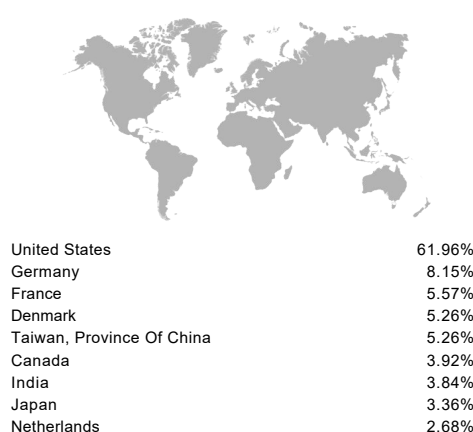 United States 61.96%
Germany 8.15%
France 5.57%
Denmark 5.26%
Taiwan, Province Of China 5.26%
Canada 3.92%
India 3.84%
Japan 3.36%
Netherlands 2.68%